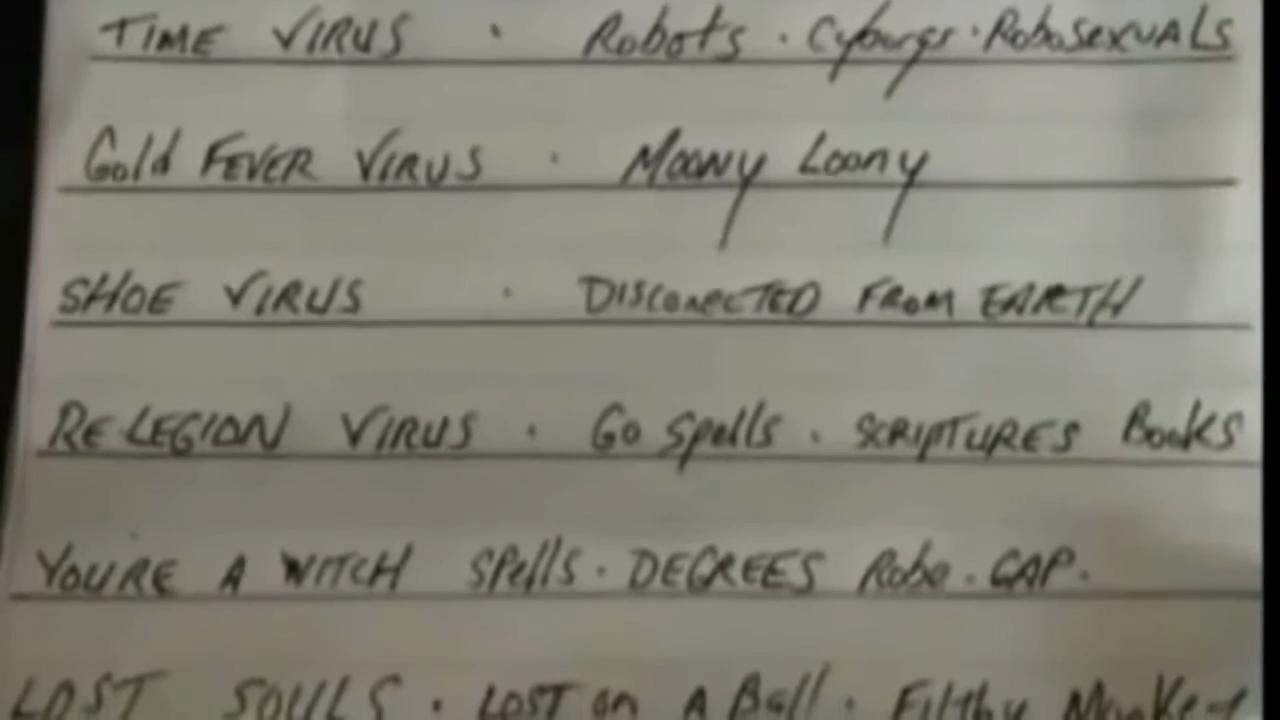 TIME VIRUS · Robots · Cyborgs · RoboSEXUALS
Gold FEVER VIRUS · Moony Loony
SHOE VIRUS · DISCONECTED FROM EARTH
RELEGION VIRUS · Go Spells · SCRIPTURES Books
YOU'RE A WITCH SPells · DEGREES Robe · CAP.
LOST SOULS · LOST on A Ball · Filthy